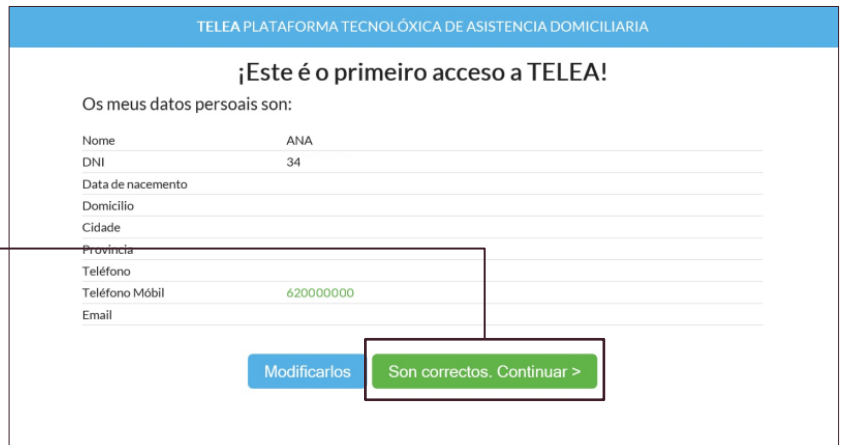 TELEA PLATAFORMA TECNOLÓXICA DE ASISTENCIA DOMICILIARIA
¡Este é o primeiro acceso a TELEA!
Os meus datos persoais son:
Nome ANA
DNI 34
Data de nacemento
Domicilio
Cidade
Provincia
Teléfono
Teléfono Móbil 620000000
Email
Modificarlos Son correctos. Continuar >